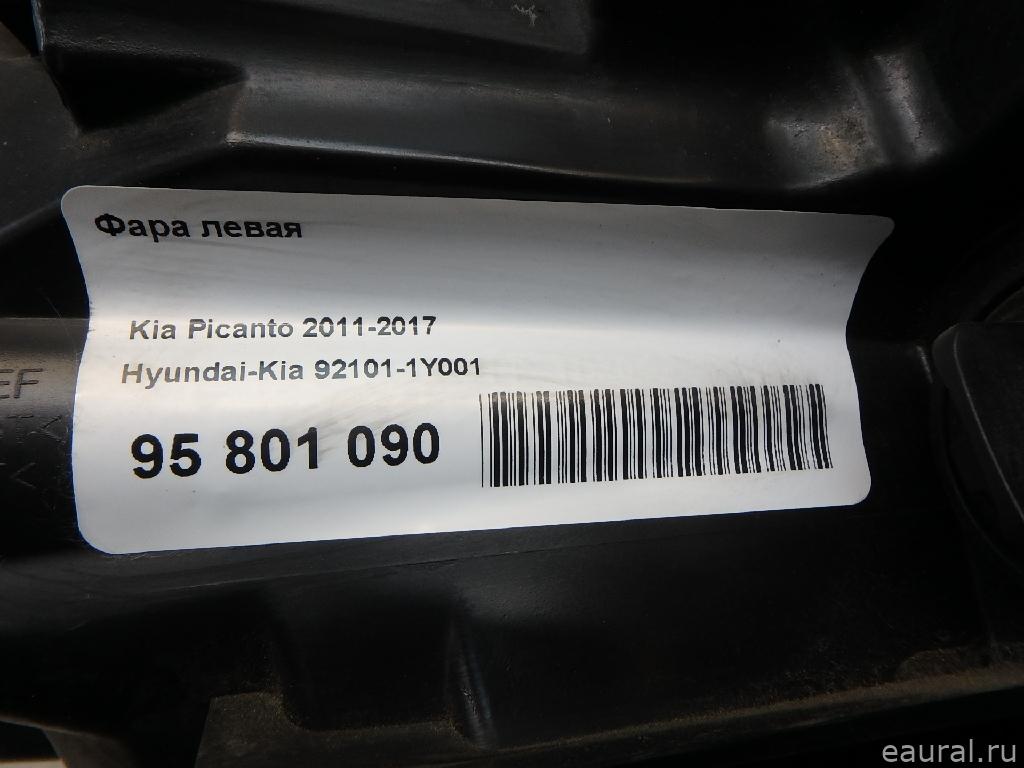 Фара левая
Kia Picanto 2011-2017
Hyundai-Kia 92101-1Y001
95 801 090
eaural.ru